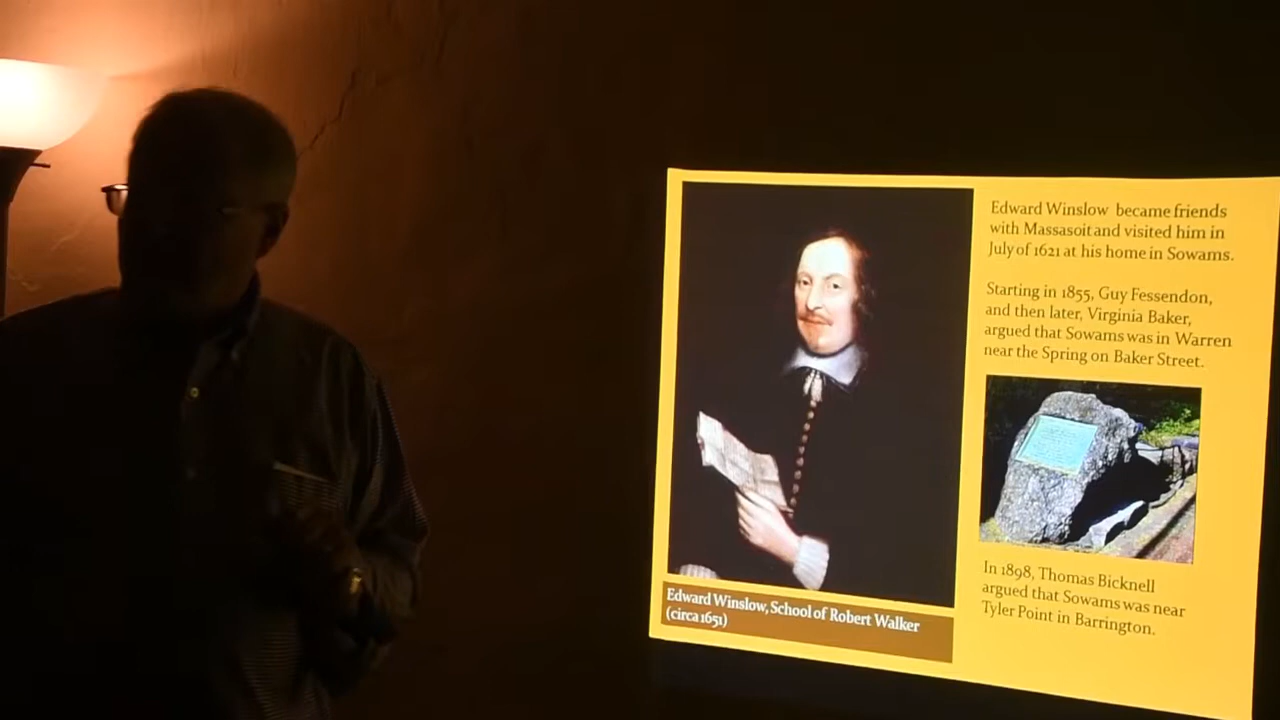 Edward Winslow became friends
with Massasoit and visited him in
July of 1621 at his home in Sowams.
Starting in 1855, Guy Fessendon,
and then later, Virginia Baker,
argued that Sowams was in Warren
near the Spring on Baker Street.
In 1898, Thomas Bicknell
argued that Sowams was near
Tyler Point in Barrington.
Edward Winslow, School of Robert Walker
(circa 1651)